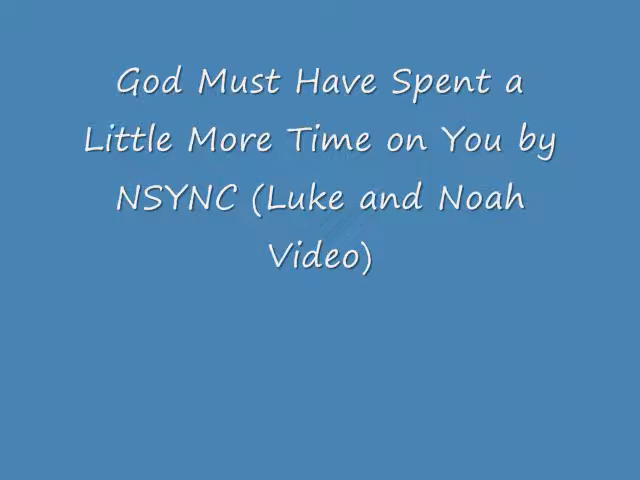 God Must Have Spent a
Little More Time on You by
NSYNC (Luke and Noah
Video)